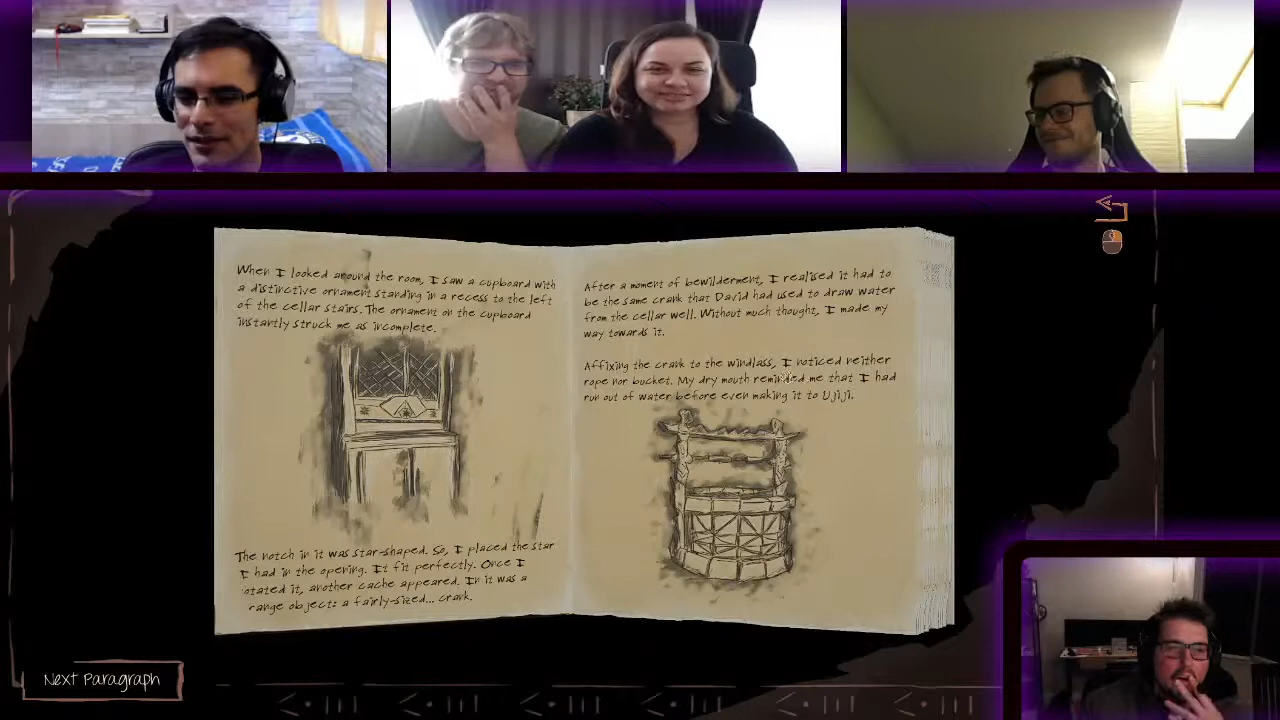 When I looked around the room, I saw a cupboard with
a distinctive ornament standing in a recess to the left
of the cellar stairs. The ornament on the cupboard
instantly struck me as incomplete.
The notch in it was star-shaped. So, I placed the star
I had in the opening. It fit perfectly. Once I
otated it, another cache appeared. In it was a
range object: a fairly-sized... crank.
After a moment of bewilderment, I realised it had to
be the same crank that David had used to draw water
from the cellar well. Without much thought, I made my
way towards it.
Affixing the crank to the windlass, I noticed neither
rope nor bucket. My dry mouth reminded me that I had
run out of water before even making it to Ujiji.
Next Paragraph